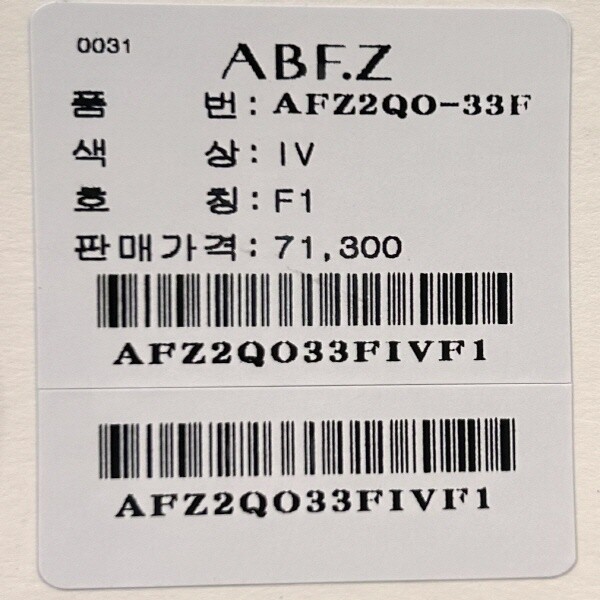 0031
ABF.Z
품 번: AFZ2QO-33F
색 상: IV
호 칭: F1
판매가격: 71,300
AFZ2QO33FIVF1
AFZ2QO33FIVF1